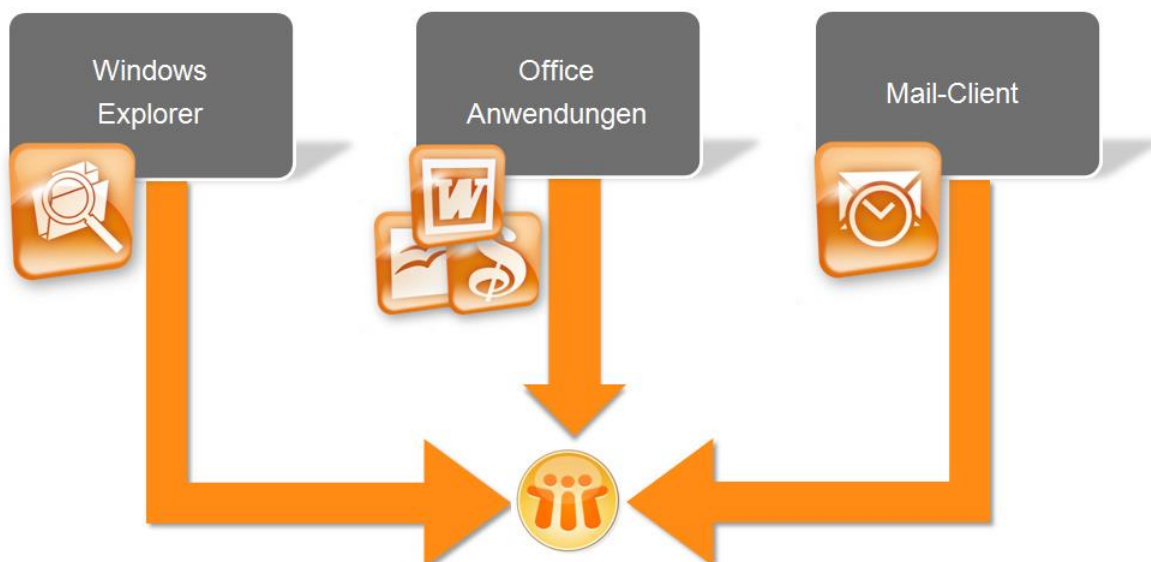 Windows
Explorer
Office
Anwendungen
Mail-Client
W